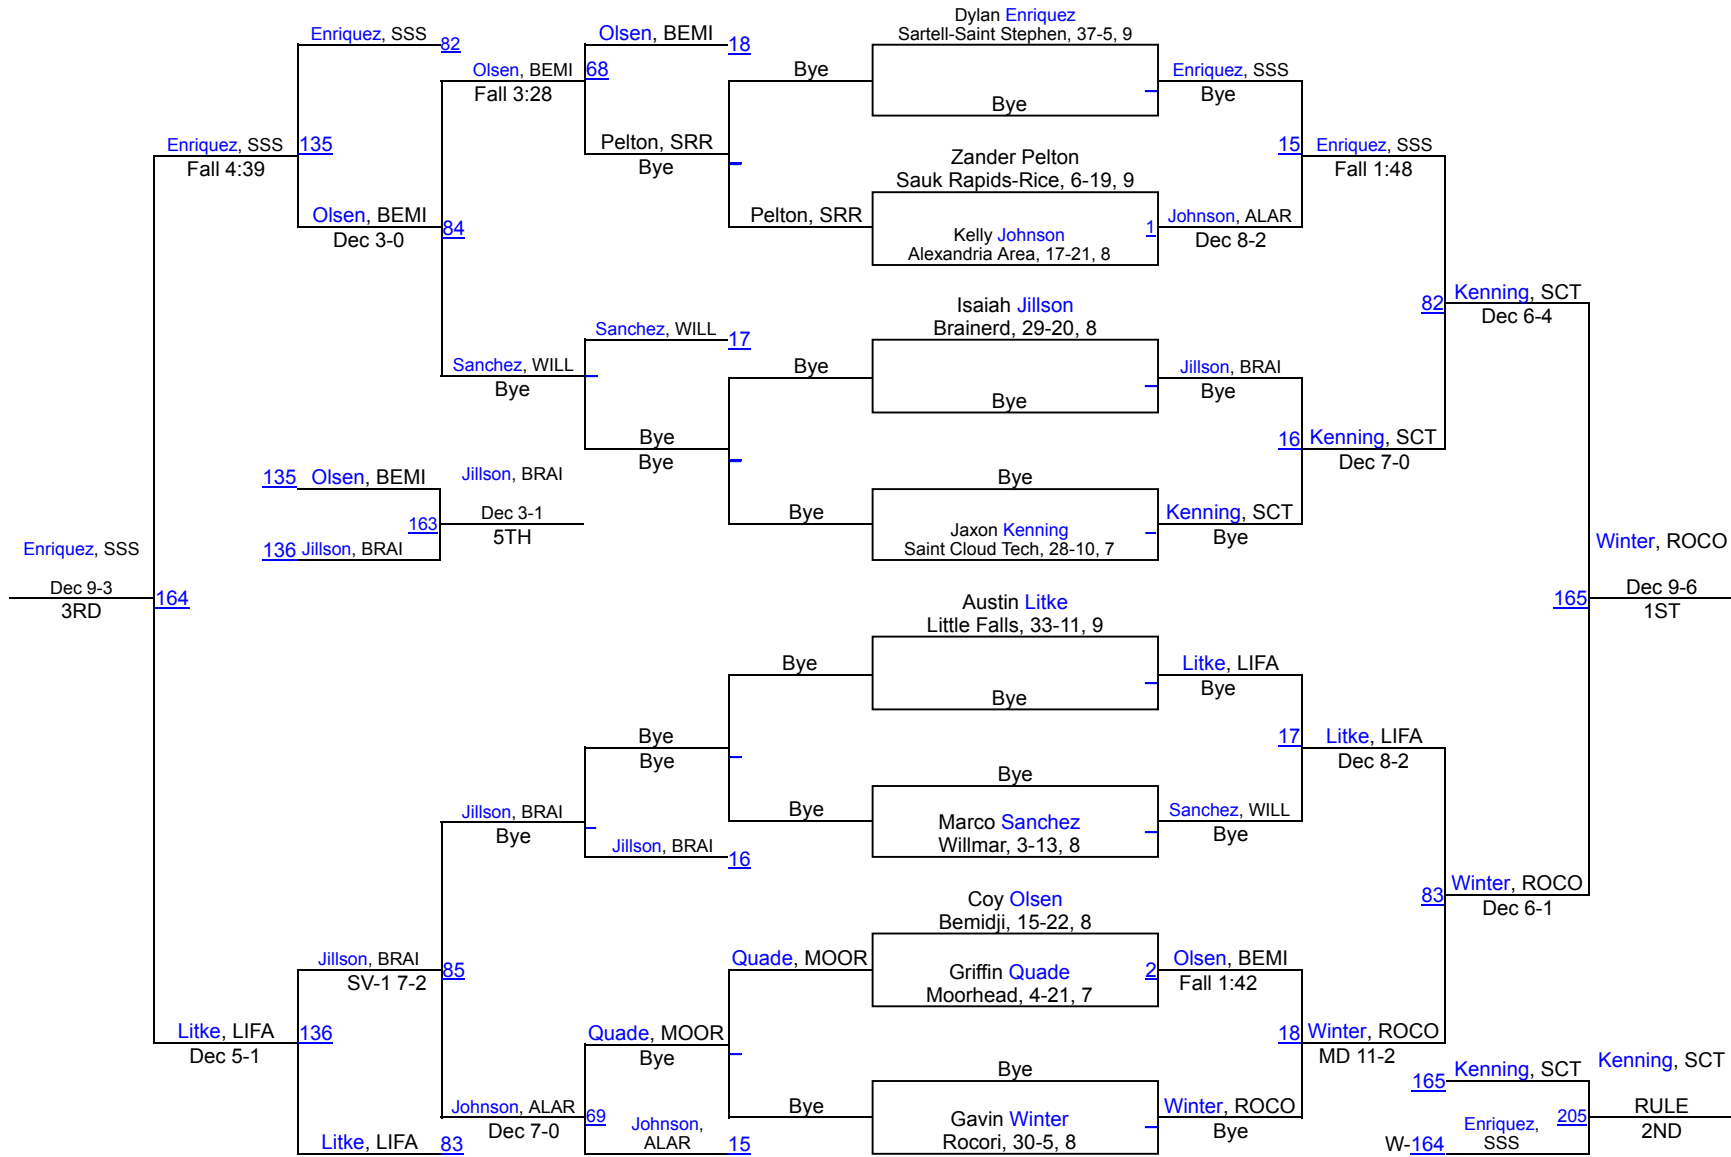 Dylan Enriquez
Sartell-Saint Stephen, 37-5, 9
Enriquez, SSS
82
Olsen, BEMI
18
Olsen, BEMI
68
Fall 3:28
Bye
Bye
Enriquez, SSS
Bye
Enriquez, SSS
135
Fall 4:39
Pelton, SRR
Bye
Zander Pelton
Sauk Rapids-Rice, 6-19, 9
15
Enriquez, SSS
Fall 1:48
Olsen, BEMI
84
Dec 3-0
Pelton, SRR
Kelly Johnson
Alexandria Area, 17-21, 8
1
Johnson, ALAR
Dec 8-2
Isaiah Jillson
Brainerd, 29-20, 8
82
Kenning, SCT
Dec 6-4
Sanchez, WILL
17
Sanchez, WILL
Bye
Bye
Bye
Jillson, BRAI
Bye
Bye
Bye
16
Kenning, SCT
Dec 7-0
135
Olsen, BEMI
Jillson, BRAI
163
Dec 3-1
5TH
136
Jillson, BRAI
Bye
Bye
Jaxon Kenning
Saint Cloud Tech, 28-10, 7
Kenning, SCT
Bye
Enriquez, SSS
Dec 9-3
3RD
164
Winter, ROCO
165
Dec 9-6
1ST
Austin Litke
Little Falls, 33-11, 9
Bye
Bye
Litke, LIFA
Bye
Bye
Bye
17
Litke, LIFA
Dec 8-2
Bye
Bye
Marco Sanchez
Willmar, 3-13, 8
Sanchez, WILL
Bye
Jillson, BRAI
Bye
Jillson, BRAI
16
83
Winter, ROCO
Dec 6-1
Coy Olsen
Bemidji, 15-22, 8
Jillson, BRAI
85
SV-1 7-2
Quade, MOOR
Griffin Quade
Moorhead, 4-21, 7
2
Olsen, BEMI
Fall 1:42
Litke, LIFA
136
Dec 5-1
Quade, MOOR
Bye
18
Winter, ROCO
MD 11-2
Bye
Bye
Gavin Winter
Rocori, 30-5, 8
Winter, ROCO
Bye
Johnson, ALAR
69
Dec 7-0
Johnson,
ALAR
15
Litke, LIFA
83
165
Kenning, SCT
Kenning, SCT
205
RULE
2ND
W-164
Enriquez,
SSS